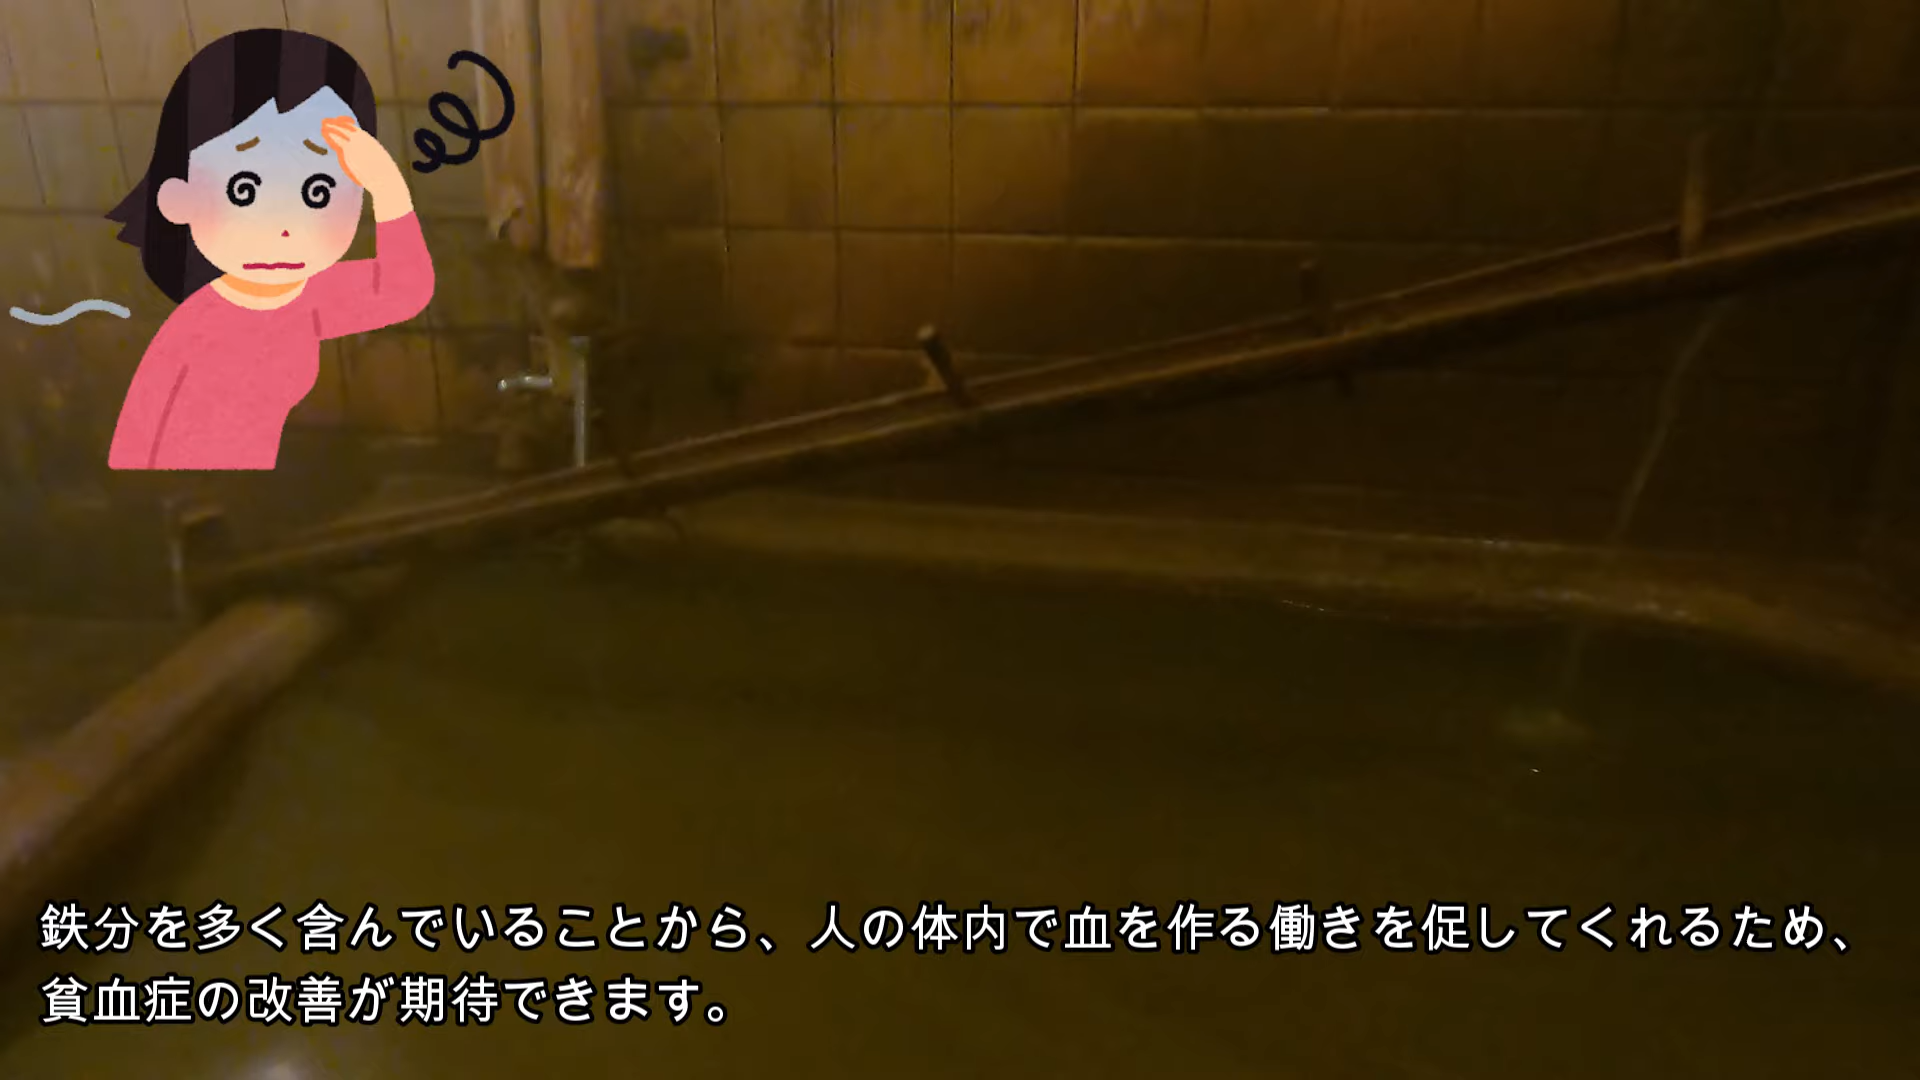 鉄分を多く含んでいることから、人の体内で血を作る働きを促してくれるため、
貧血症の改善が期待できます。